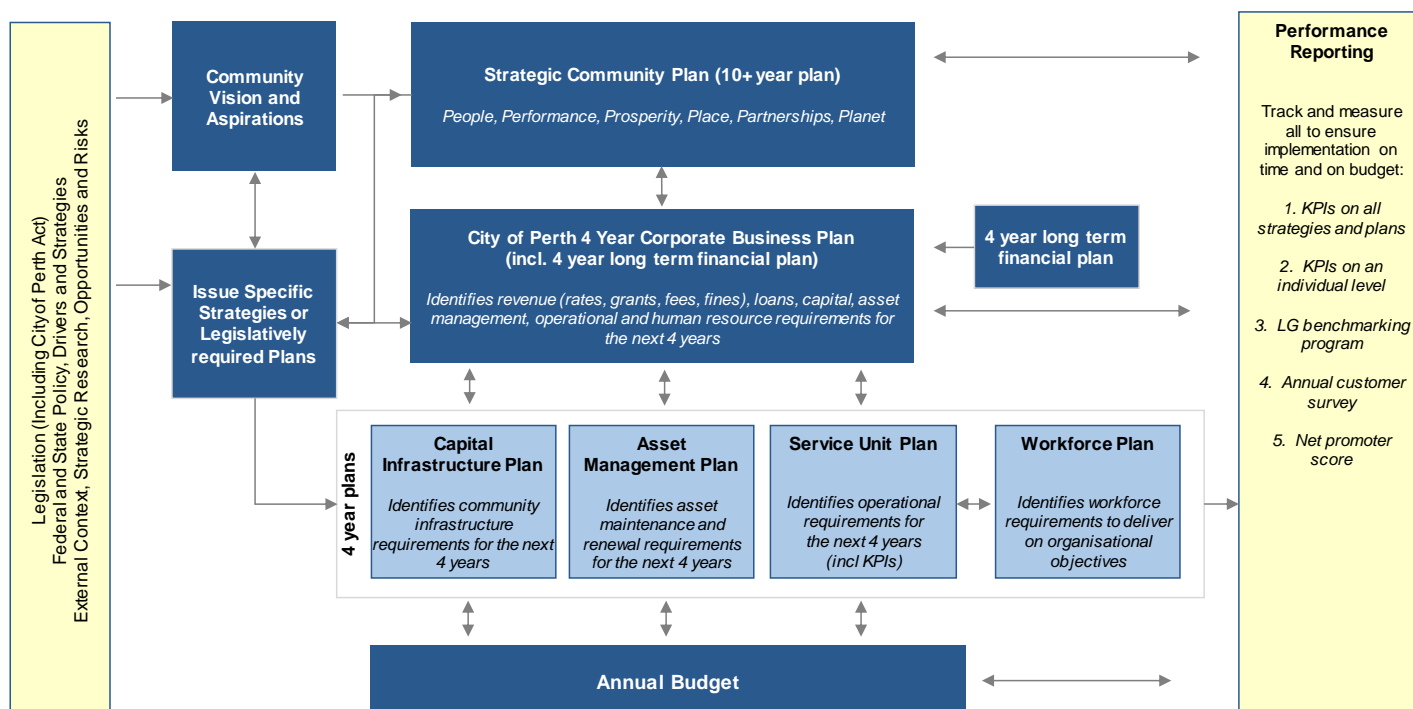 Legislation (Including City of Perth Act)
Federal and State Policy, Drivers and Strategies
External Context, Strategic Research, Opportunities and Risks
Community
Vision and
Aspirations
Strategic Community Plan (10+ year plan)
People, Performance, Prosperity, Place, Partnerships, Planet
Issue Specific
Strategies or
Legislatively
required Plans
City of Perth 4 Year Corporate Business Plan
(incl. 4 year long term financial plan)
Identifies revenue (rates, grants, fees, fines), loans, capital, asset
management, operational and human resource requirements for
the next 4 years
4 year long term
financial plan
4 year plans
Capital
Infrastructure Plan
Identifies community
infrastructure
requirements for the next
4 years
Asset
Management Plan
Identifies asset
maintenance and
renewal requirements
for the next 4 years
Service Unit Plan
Identifies operational
requirements for
the next 4 years
(incl KPIs)
Workforce Plan
Identifies workforce
requirements to deliver
on organisational
objectives
Annual Budget
Performance
Reporting
Track and measure
all to ensure
implementation on
time and on budget:
1. KPIs on all
strategies and plans
2. KPIs on an
individual level
3. LG benchmarking
program
4. Annual customer
survey
5. Net promoter
score